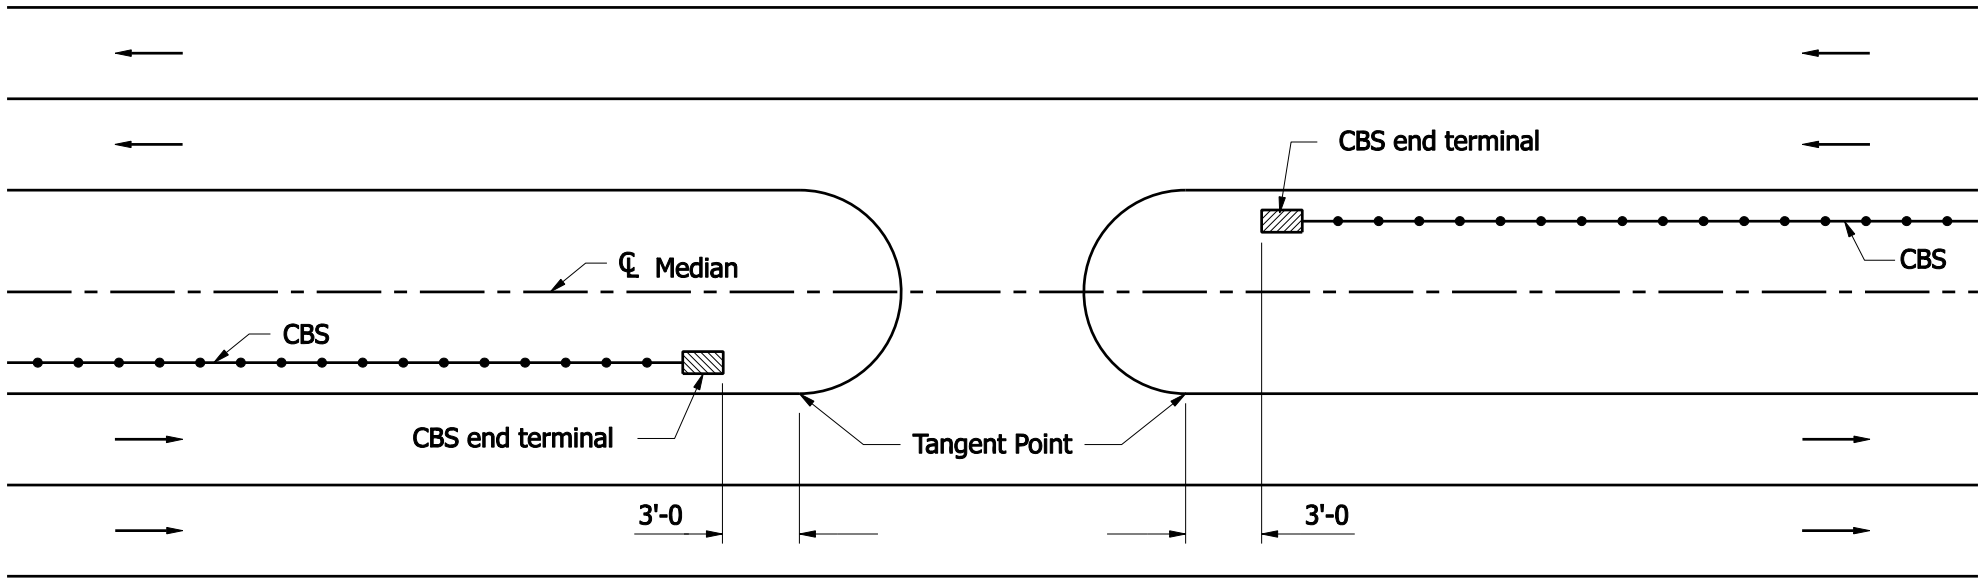 CBS end terminal
℄ Median
CBS
CBS
CBS end terminal
Tangent Point
3'-0
3'-0